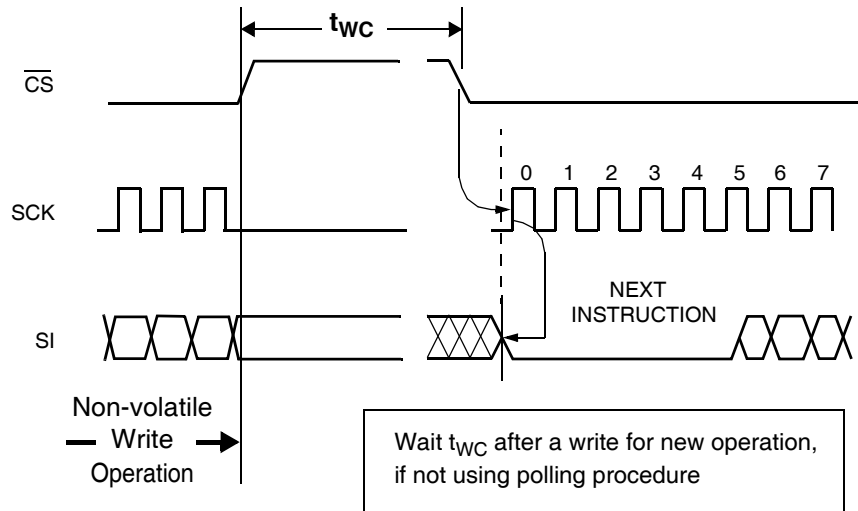 tWC
CS
0 1 2 3 4 5 6 7
SCK
NEXT
INSTRUCTION
SI
Non-volatile
Write
Operation
Wait tWC after a write for new operation,
if not using polling procedure